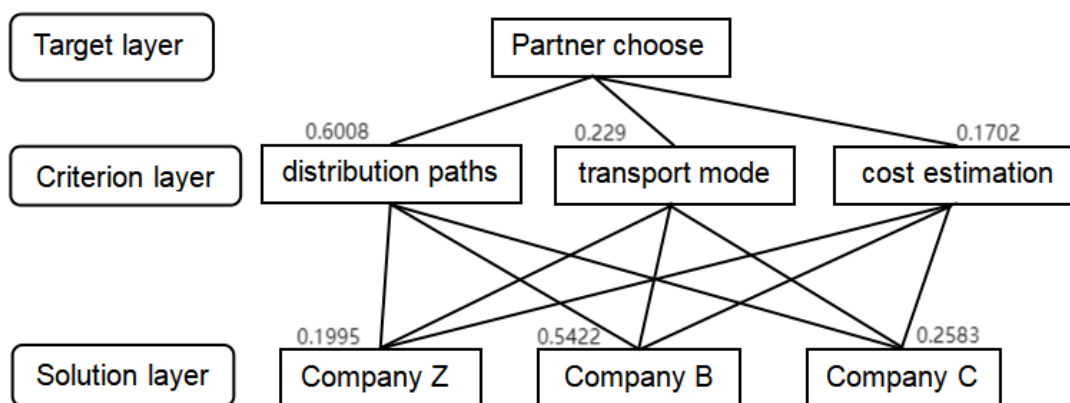 Target layer
Partner choose
0.6008
0.229
0.1702
Criterion layer
distribution paths
transport mode
cost estimation
0.1995
0.5422
0.2583
Solution layer
Company Z
Company B
Company C